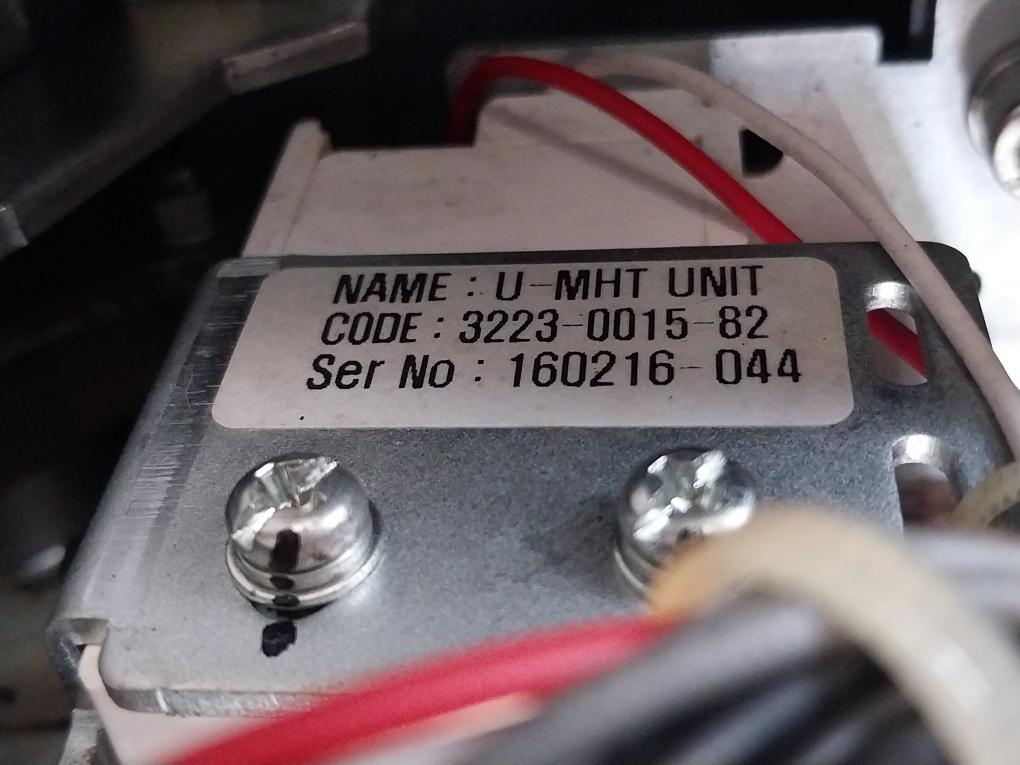 NAME : U-MHT UNIT
CODE : 3223-0015-82
Ser No : 160216-044